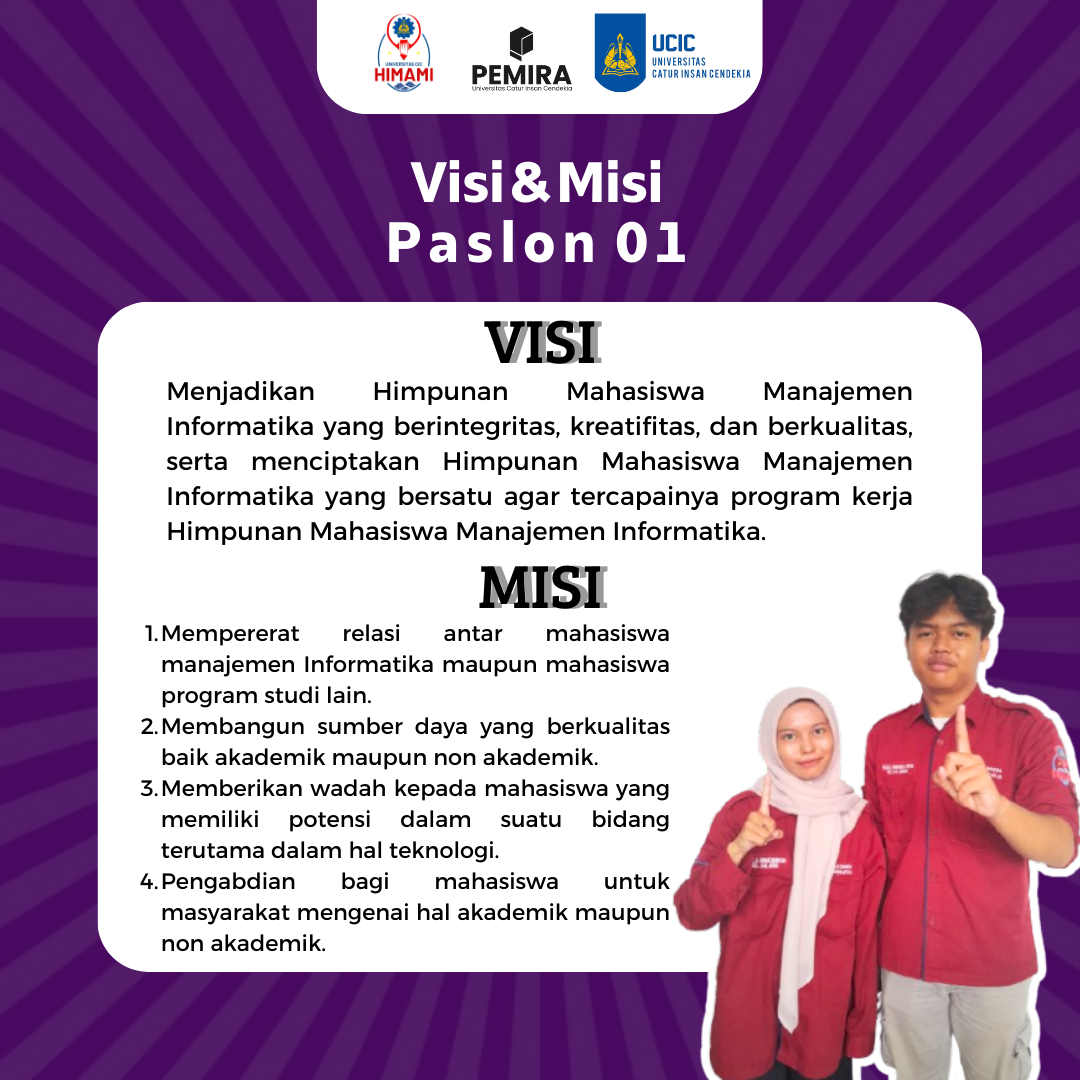 UNIVERSITAS CIC
HIMAMI
PEMIRA
Universitas Catur Insan Cendekia
UCIC
UNIVERSITAS
CATUR INSAN CENDEKIA
Visi & Misi
Paslon 01
VISI
Menjadikan Himpunan Mahasiswa Manajemen
Informatika yang berintegritas, kreatifitas, dan berkualitas,
serta menciptakan Himpunan Mahasiswa Manajemen
Informatika yang bersatu agar tercapainya program kerja
Himpunan Mahasiswa Manajemen Informatika.
MISI
1. Mempererat relasi antar mahasiswa
manajemen Informatika maupun mahasiswa
program studi lain.
2. Membangun sumber daya yang berkualitas
baik akademik maupun non akademik.
3. Memberikan wadah kepada mahasiswa yang
memiliki potensi dalam suatu bidang
terutama dalam hal teknologi.
4. Pengabdian bagi mahasiswa untuk
masyarakat mengenai hal akademik maupun
non akademik.